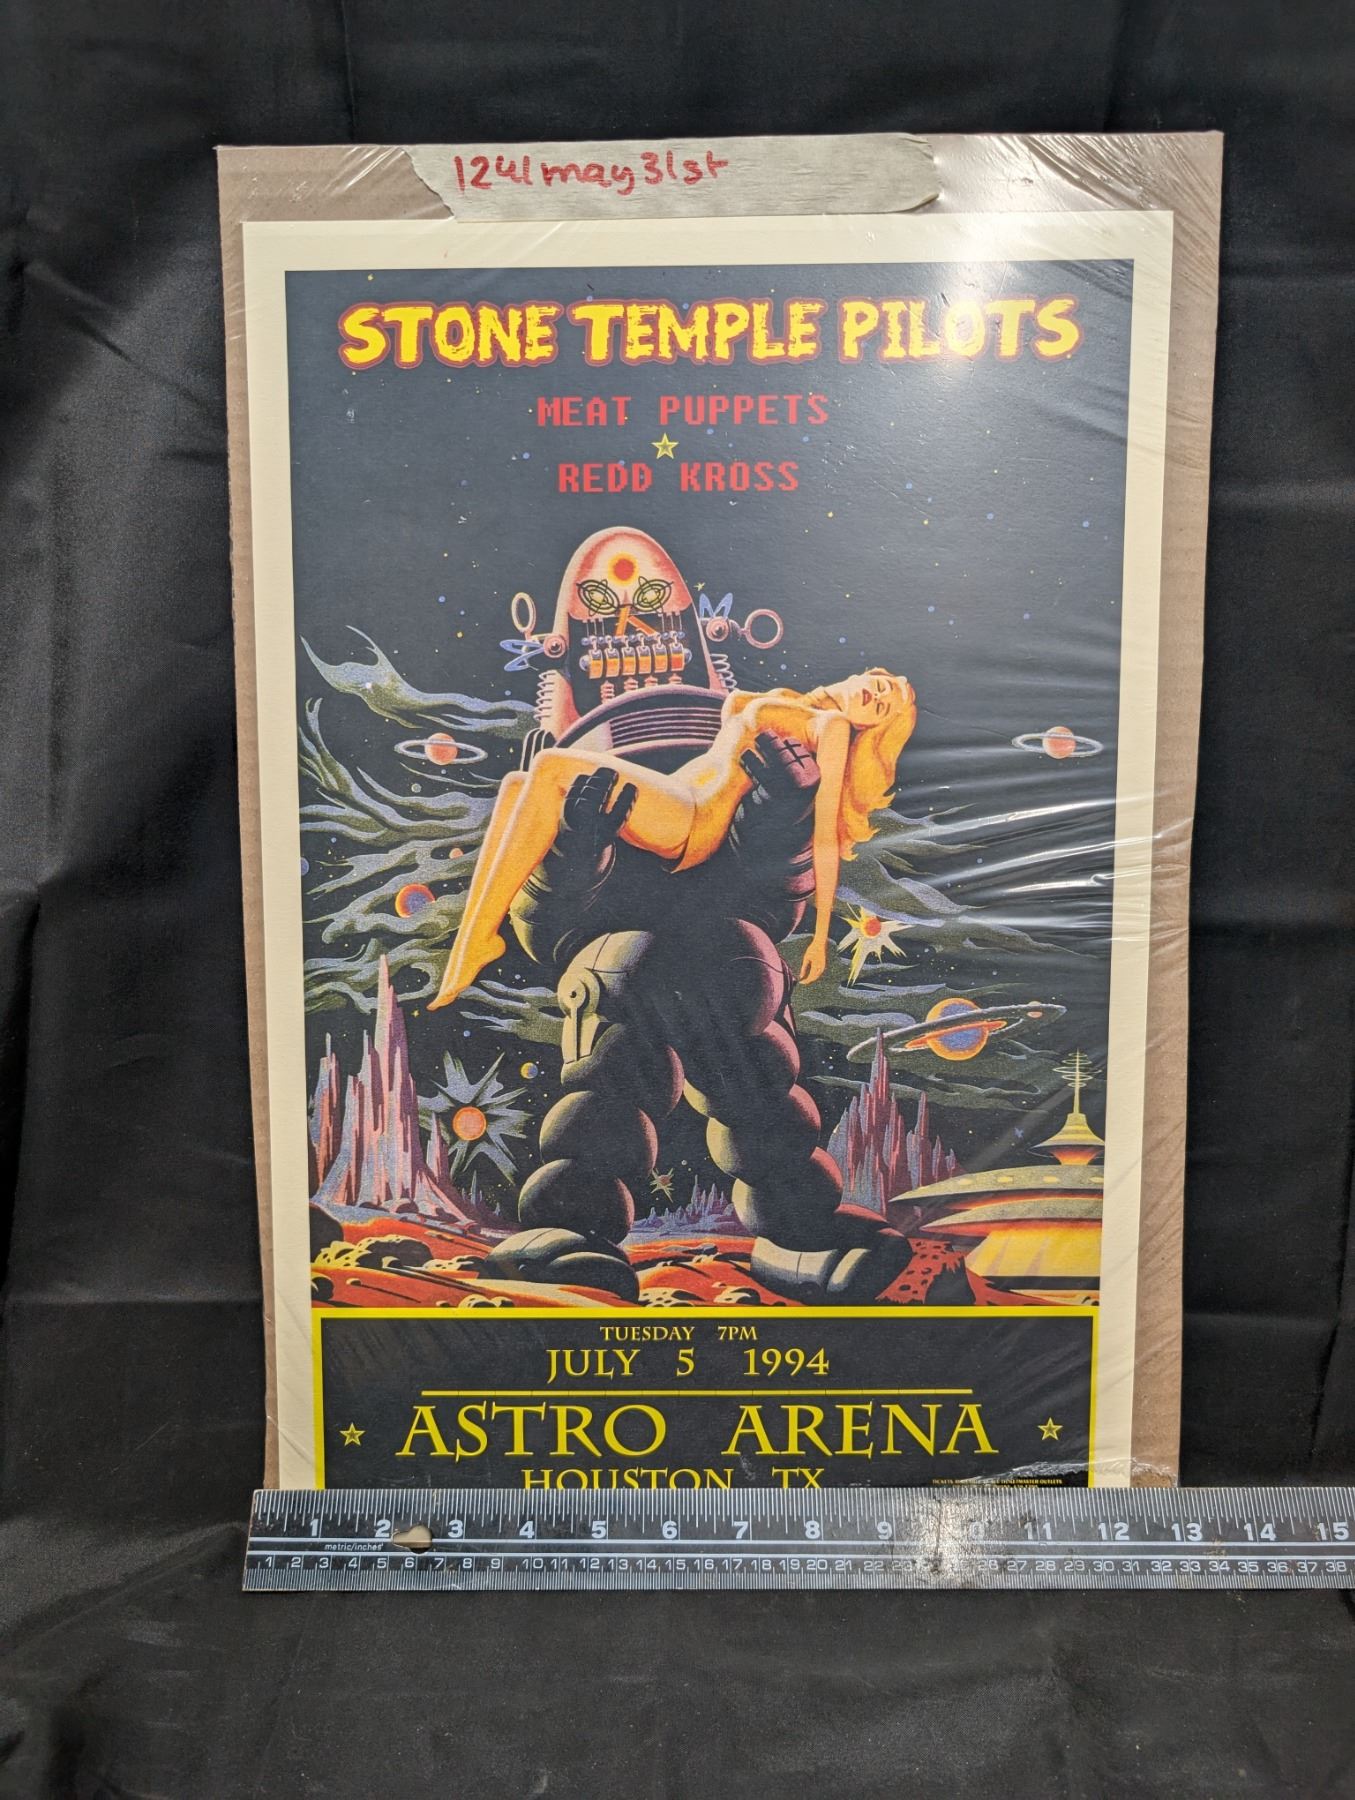 1241 may 31st
STONE TEMPLE PILOTS
MEAT PUPPETS
REDD KROSS
TUESDAY 7PM
JULY 5 1994
ASTRO ARENA
HOUSTON TX
1 2 3 4 5 6 7 8 9 10 11 12 13 14 15
metric/inches
1 2 3 4 5 6 7 8 9 10 11 12 13 14 15 16 17 18 19 20 21 22 23 26 27 28 29 30 31 32 33 34 35 36 37 38